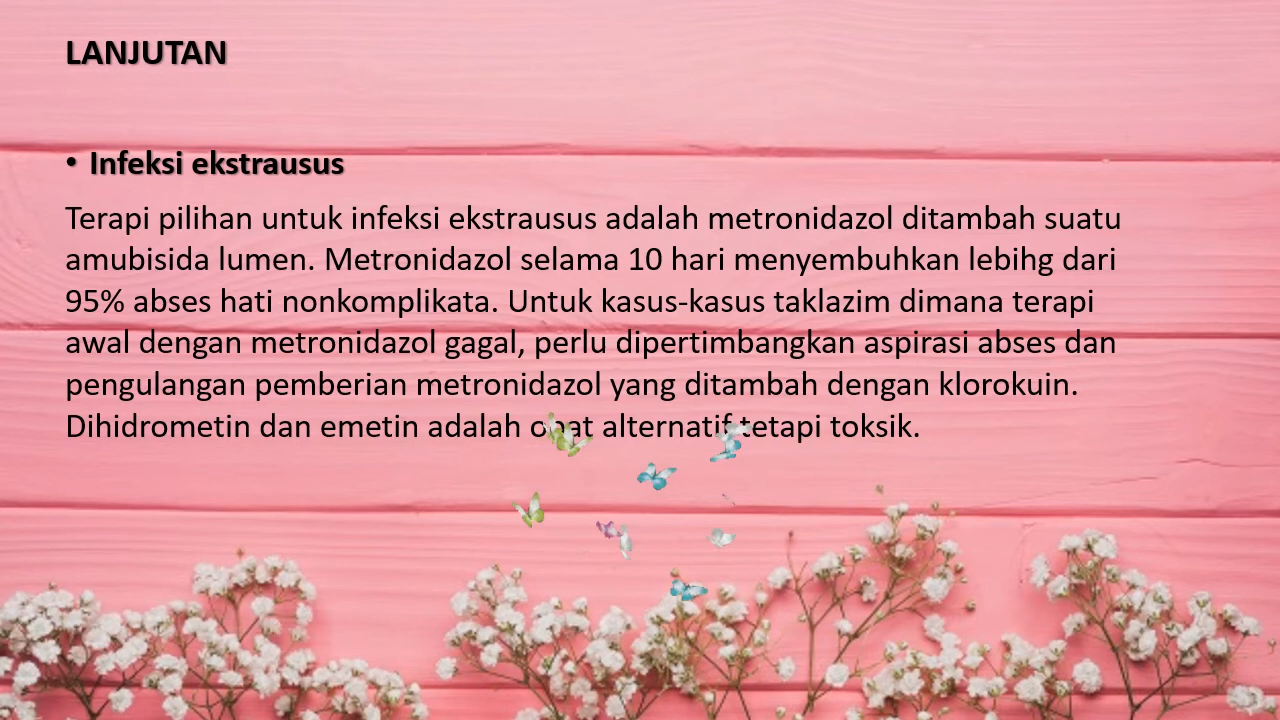 LANJUTAN
• Infeksi ekstrausus
Terapi pilihan untuk infeksi ekstrausus adalah metronidazol ditambah suatu
amubisida lumen. Metronidazol selama 10 hari menyembuhkan lebihg dari
95% abses hati nonkomplikata. Untuk kasus-kasus taklazim dimana terapi
awal dengan metronidazol gagal, perlu dipertimbangkan aspirasi abses dan
pengulangan pemberian metronidazol yang ditambah dengan klorokuin.
Dihidrometin dan emetin adalah obat alternatif tetapi toksik.